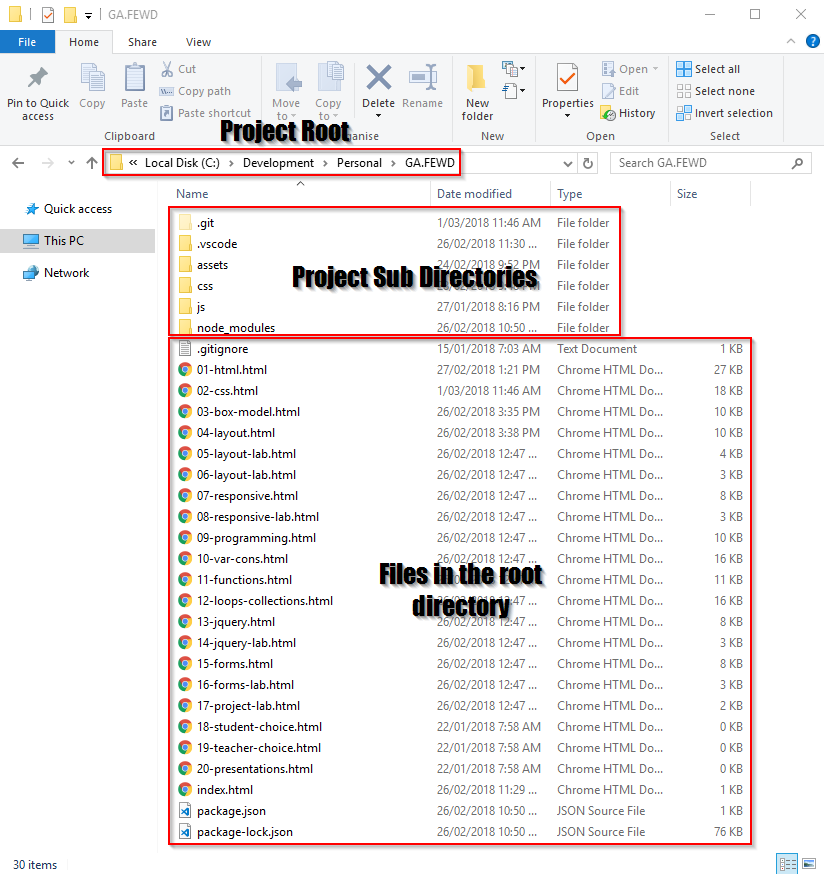 GA.FEWD
File Home Share View
Pin to Quick access
Copy
Paste
Cut
Copy path
Paste shortcut
Clipboard
Move to
Copy to
Delete
Rename
New folder
New
Properties
Open
Edit
History
Open
Select all
Select none
Invert selection
Select
Project Root
« Local Disk (C:) › Development › Personal › GA.FEWD
Search GA.FEWD
Quick access
This PC
Network
Name Date modified Type Size
.git 1/03/2018 11:46 AM File folder
.vscode 26/02/2018 11:30 ... File folder
assets 24/02/2018 9:52 PM File folder
Project Sub Directories
css File folder
js 27/01/2018 8:16 PM File folder
node_modules 26/02/2018 10:50 ... File folder
.gitignore 15/01/2018 7:03 AM Text Document 1 KB
01-html.html 27/02/2018 1:21 PM Chrome HTML Do... 27 KB
02-css.html 1/03/2018 11:46 AM Chrome HTML Do... 18 KB
03-box-model.html 26/02/2018 3:35 PM Chrome HTML Do... 10 KB
04-layout.html 26/02/2018 3:38 PM Chrome HTML Do... 10 KB
05-layout-lab.html 26/02/2018 12:47 ... Chrome HTML Do... 4 KB
06-layout-lab.html 26/02/2018 12:47 ... Chrome HTML Do... 3 KB
07-responsive.html 26/02/2018 12:47 ... Chrome HTML Do... 8 KB
08-responsive-lab.html 26/02/2018 12:47 ... Chrome HTML Do... 3 KB
09-programming.html 26/02/2018 12:47 ... Chrome HTML Do... 10 KB
10-var-cons.html 26/02/2018 12:47 ... Chrome HTML Do... 16 KB
Files in the root
directory
11-functions.html Chrome HTML Do... 11 KB
12-loops-collections.html 26/02/2018 12:47 ... Chrome HTML Do... 16 KB
13-jquery.html 26/02/2018 12:47 ... Chrome HTML Do... 8 KB
14-jquery-lab.html 26/02/2018 12:47 ... Chrome HTML Do... 3 KB
15-forms.html 26/02/2018 12:47 ... Chrome HTML Do... 8 KB
16-forms-lab.html 26/02/2018 12:47 ... Chrome HTML Do... 3 KB
17-project-lab.html 26/02/2018 12:47 ... Chrome HTML Do... 2 KB
18-student-choice.html 22/01/2018 7:58 AM Chrome HTML Do... 0 KB
19-teacher-choice.html 22/01/2018 7:58 AM Chrome HTML Do... 0 KB
20-presentations.html 22/01/2018 7:58 AM Chrome HTML Do... 0 KB
index.html 26/02/2018 11:29 ... Chrome HTML Do... 1 KB
package.json 26/02/2018 10:50 ... JSON Source File 1 KB
package-lock.json 26/02/2018 10:50 ... JSON Source File 76 KB
30 items